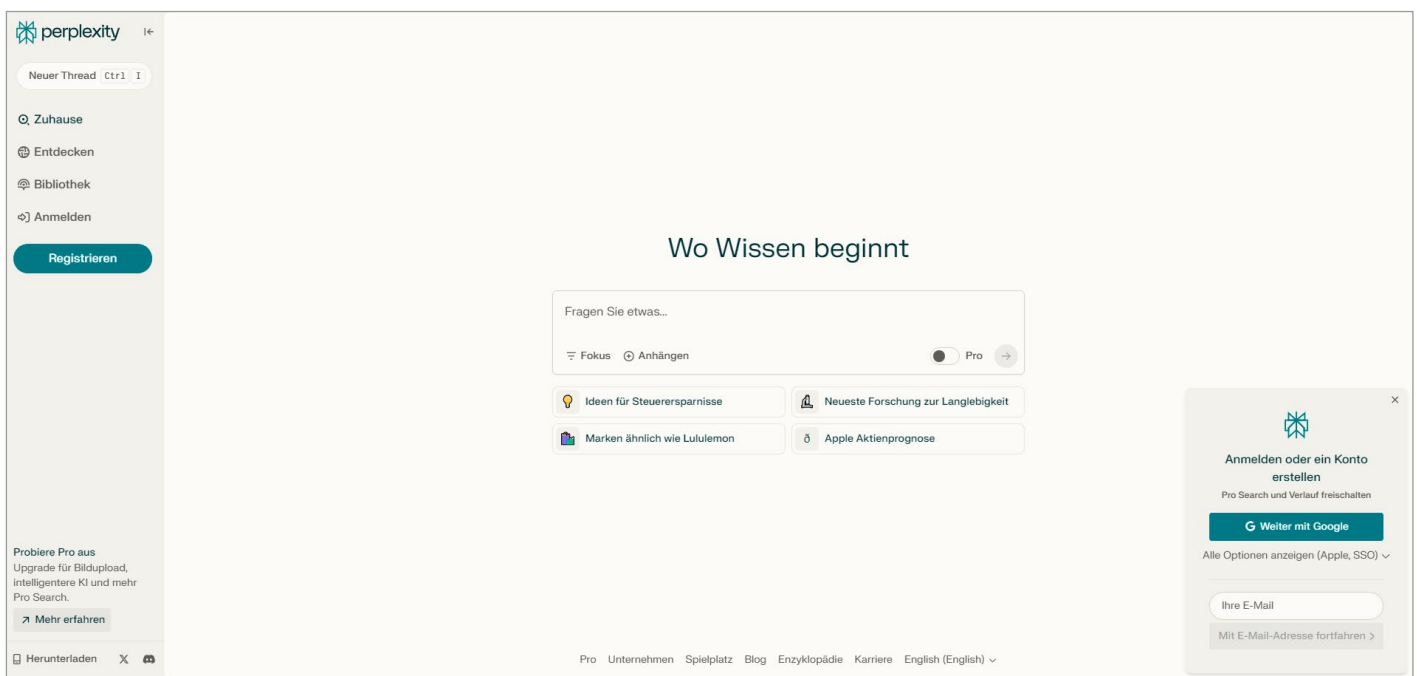 perplexity
Neuer Thread Ctrl I
Zuhause
Entdecken
Bibliothek
Anmelden
Registrieren
Wo Wissen beginnt
Fragen Sie etwas...
Fokus Anhängen Pro
Ideen für Steuerersparnisse
Neueste Forschung zur Langlebigkeit
Marken ähnlich wie Lululemon
ð Apple Aktienprognose
Anmelden oder ein Konto
erstellen
Pro Search und Verlauf freischalten
G Weiter mit Google
Alle Optionen anzeigen (Apple, SSO)
Ihre E-Mail
Mit E-Mail-Adresse fortfahren
Probiere Pro aus
Upgrade für Bildupload,
intelligentere KI und mehr
Pro Search.
Mehr erfahren
Herunterladen X
Pro Unternehmen Spielplatz Blog Enzyklopädie Karriere English (English)